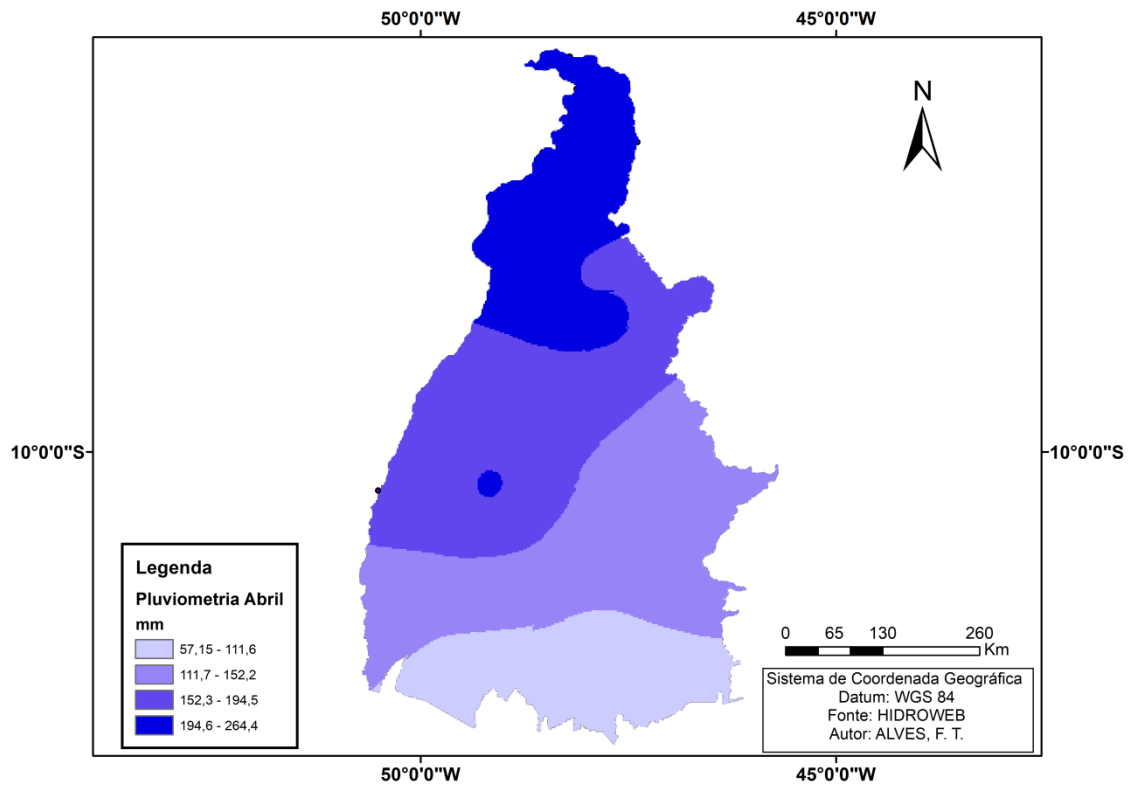 50°0'0"W
45°0'0"W
N
10°0'0"S
10°0'0"S
Legenda
Pluviometria Abril
mm
57,15 - 111,6
111,7 - 152,2
152,3 - 194,5
194,6 - 264,4
0 65 130 260
Km
Sistema de Coordenada Geográfica
Datum: WGS 84
Fonte: HIDROWEB
Autor: ALVES, F. T.
50°0'0"W
45°0'0"W